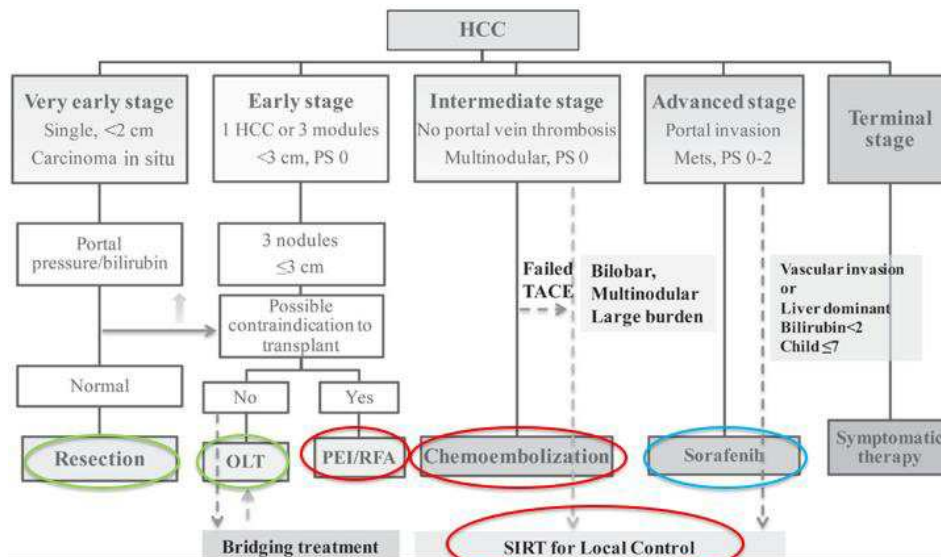 HCC
Very early stage
Single, <2 cm
Carcinoma in situ
Early stage
1 HCC or 3 modules
<3 cm, PS 0
Intermediate stage
No portal vein thrombosis
Multinodular, PS 0
Advanced stage
Portal invasion
Mets, PS 0-2
Terminal
stage
Portal
pressure/bilirubin
3 nodules
≤3 cm
Possible
contraindication to
transplant
Failed
TACE
Bilobar,
Multinodular
Large burden
Vascular invasion
or
Liver dominant
Bilirubin<2
Child ≤7
Normal
No
Yes
Resection
OLT
PEI/RFA
Chemoembolization
Sorafenib
Symptomatic
therapy
Bridging treatment
SIRT for Local Control